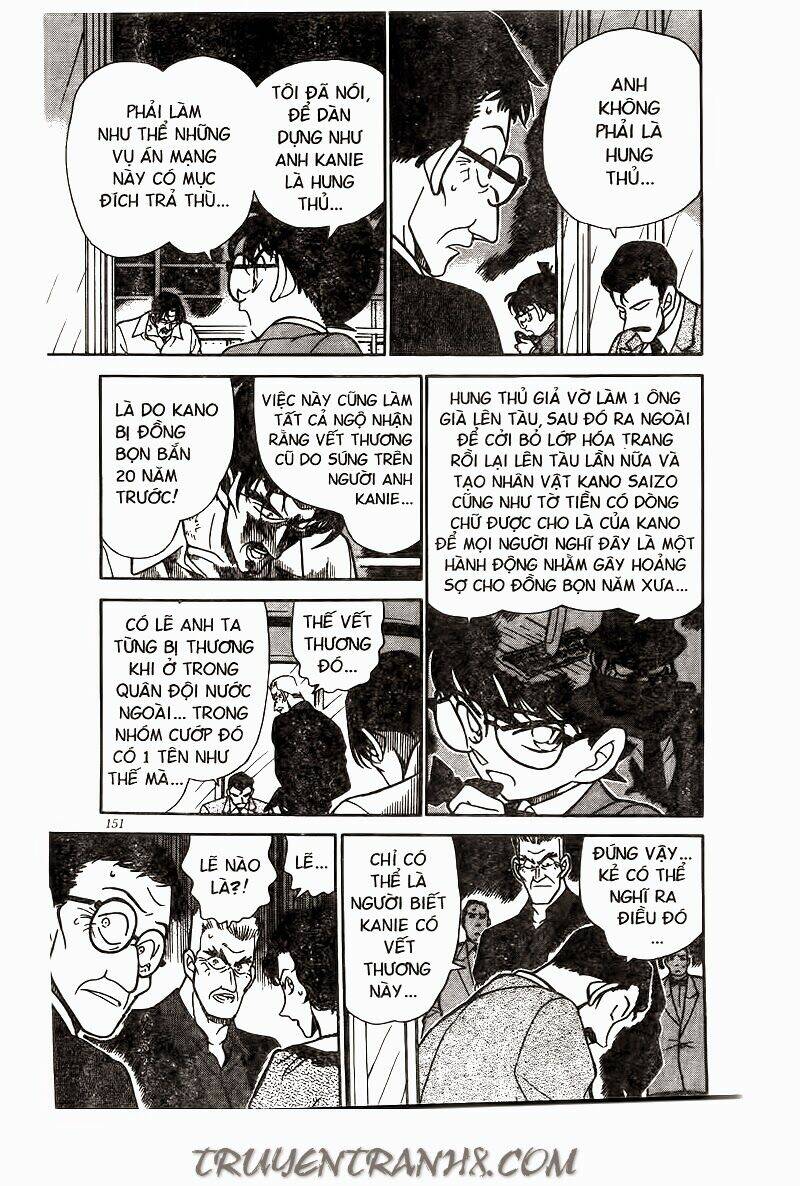 ANH
KHÔNG
PHẢI LÀ
HUNG
THỦ...
TÔI ĐÃ NÓI,
ĐỂ DÀN
DỰNG NHƯ
ANH KANIE
LÀ HUNG
THỦ...
PHẢI LÀM
NHƯ THỂ NHỮNG
VỤ ÁN MẠNG
NÀY CÓ MỤC
ĐÍCH TRẢ THÙ...
HUNG THỦ GIẢ VỜ LÀM 1 ÔNG
GIÀ LÊN TÀU, SAU ĐÓ RA NGOÀI
ĐỂ CỞI BỎ LỚP HÓA TRANG
RỒI LẠI LÊN TÀU LẦN NỮA VÀ
TẠO NHÂN VẬT KANO SAIZO
CŨNG NHƯ TỜ TIỀN CÓ DÒNG
CHỮ ĐƯỢC CHO LÀ CỦA KANO
ĐỂ MỌI NGƯỜI NGHĨ ĐÂY LÀ MỘT
HÀNH ĐỘNG NHẰM GÂY HOẢNG
SỢ CHO ĐỒNG BỌN NĂM XƯA...
VIỆC NÀY CŨNG LÀM
TẤT CẢ NGỘ NHẬN
RẰNG VẾT THƯƠNG
CŨ DO SÚNG TRÊN
NGƯỜI ANH
KANIE...
LÀ DO KANO
BỊ ĐỒNG
BỌN BẮN
20 NĂM
TRƯỚC!
THẾ VẾT
THƯƠNG
ĐÓ...
CÓ LẼ ANH TA
TỪNG BỊ THƯƠNG
KHI Ở TRONG
QUÂN ĐỘI NƯỚC
NGOÀI... TRONG
NHÓM CƯỚP ĐÓ
CÓ 1 TÊN NHƯ
THẾ MÀ...
151
ĐÚNG VẬY...
KẺ CÓ THỂ
NGHĨ RA
ĐIỀU ĐÓ
...
CHỈ CÓ
THỂ LÀ
NGƯỜI BIẾT
KANIE CÓ
VẾT
THƯƠNG
NÀY...
LẼ...
LẼ NÀO
LÀ?!
TRUYENTRANH8.COM